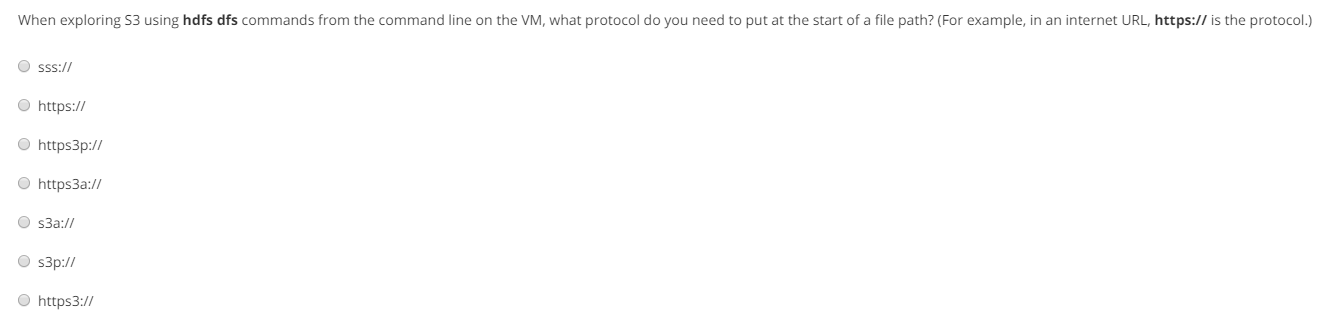 When exploring S3 using hdfs dfs commands from the command line on the VM, what protocol do you need to put at the start of a file path? (For example, in an internet URL, https:// is the protocol.)
sss://
https://
https3p://
https3a://
s3a://
s3p://
https3://